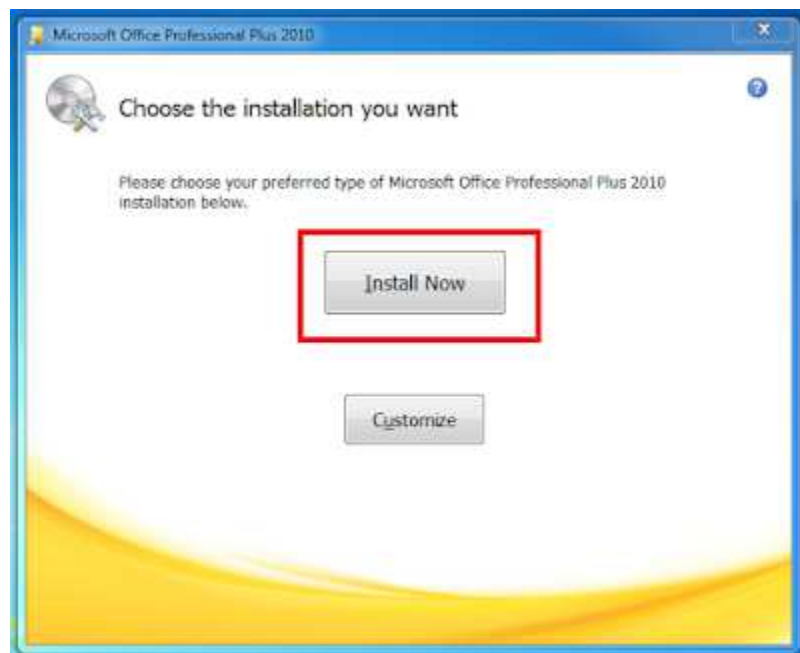 Microsoft Office Professional Plus 2010
Choose the installation you want
Please choose your preferred type of Microsoft Office Professional Plus 2010
installation below.
Install Now
Customize